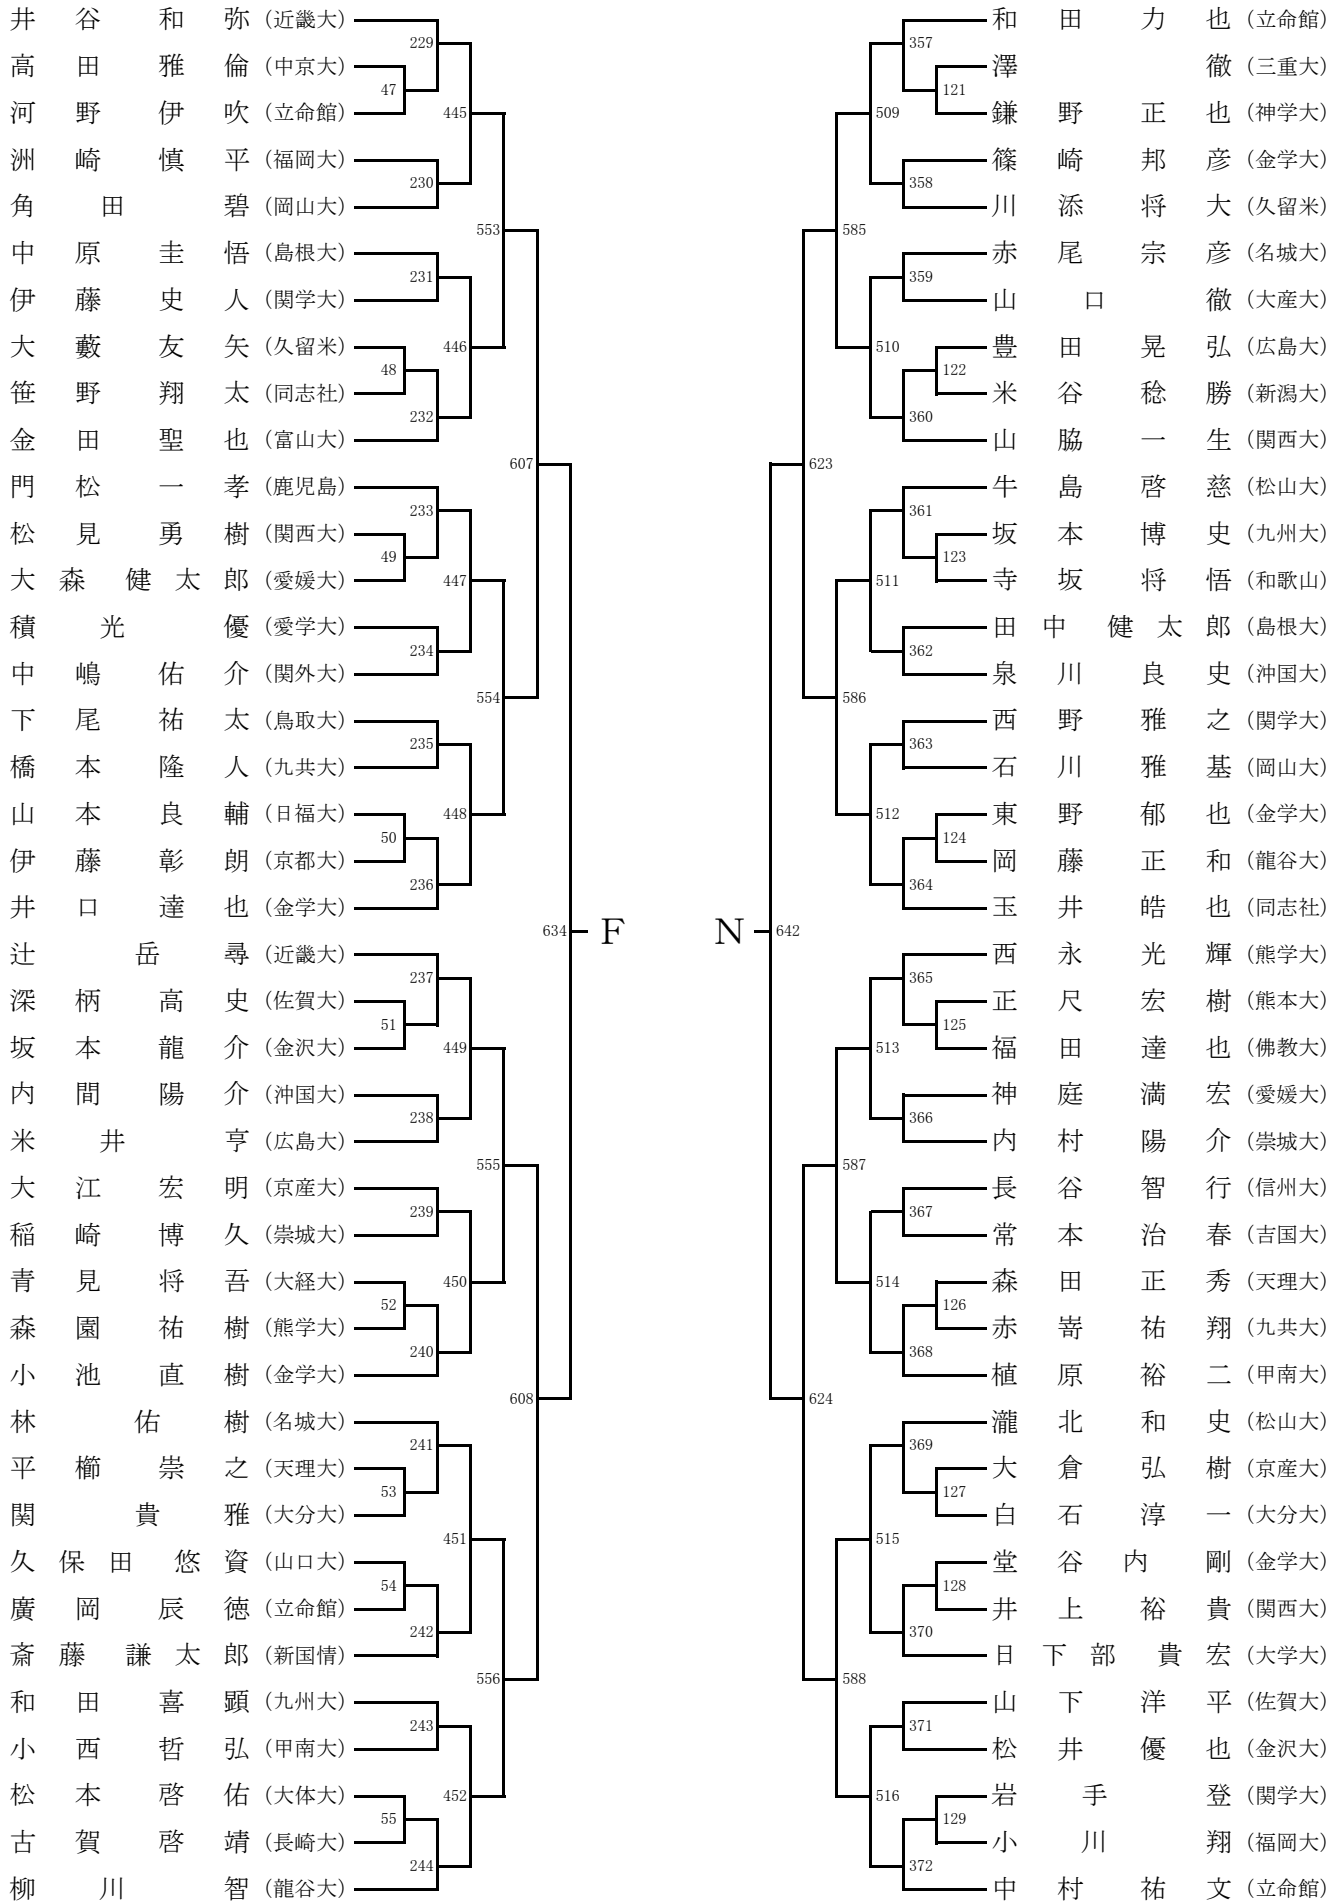 井谷和弥(近畿大)
229
高田雅倫(中京大)
47
河野伊吹(立命館)
445
洲崎慎平(福岡大)
230
角田碧(岡山大)
553
中原圭悟(島根大)
231
伊藤史人(関学大)
大藪友矢(久留米)
446
48
笹野翔太(同志社)
232
金田聖也(富山大)
607
門松一孝(鹿児島)
233
松見勇樹(関西大)
49
大森健太郎(愛媛大)
447
積光優(愛学大)
234
中嶋佑介(関外大)
554
下尾祐太(鳥取大)
235
橋本隆人(九共大)
山本良輔(日福大)
448
50
伊藤彰朗(京都大)
236
井口達也(金学大)
634
F
辻岳尋(近畿大)
237
深柄高史(佐賀大)
51
坂本龍介(金沢大)
449
内間陽介(沖国大)
238
米井亨(広島大)
555
大江宏明(京産大)
239
稲崎博久(崇城大)
青見将吾(大経大)
450
52
森園祐樹(熊学大)
240
小池直樹(金学大)
608
林佑樹(名城大)
241
平櫛崇之(天理大)
53
関貴雅(大分大)
451
久保田悠資(山口大)
54
廣岡辰徳(立命館)
242
斎藤謙太郎(新国情)
556
和田喜顕(九州大)
243
小西哲弘(甲南大)
松本啓佑(大体大)
452
55
古賀啓靖(長崎大)
244
柳川智(龍谷大)
和田力也(立命館)
357
澤徹(三重大)
121
鎌野正也(神学大)
509
篠崎邦彦(金学大)
358
川添将大(久留米)
585
赤尾宗彦(名城大)
359
山口徹(大産大)
豊田晃弘(広島大)
510
122
米谷稔勝(新潟大)
360
山脇一生(関西大)
623
牛島啓慈(松山大)
361
坂本博史(九州大)
123
寺坂将悟(和歌山)
511
田中健太郎(島根大)
362
泉川良史(沖国大)
586
西野雅之(関学大)
363
石川雅基(岡山大)
東野郁也(金学大)
512
124
岡藤正和(龍谷大)
364
玉井皓也(同志社)
N
642
西永光輝(熊学大)
365
正尺宏樹(熊本大)
125
福田達也(佛教大)
513
神庭満宏(愛媛大)
366
内村陽介(崇城大)
587
長谷智行(信州大)
367
常本治春(吉国大)
森田正秀(天理大)
514
126
赤嵜祐翔(九共大)
368
植原裕二(甲南大)
624
瀧北和史(松山大)
369
大倉弘樹(京産大)
127
白石淳一(大分大)
515
堂谷内剛(金学大)
128
井上裕貴(関西大)
370
日下部貴宏(大学大)
588
山下洋平(佐賀大)
371
松井優也(金沢大)
岩手登(関学大)
516
129
小川翔(福岡大)
372
中村祐文(立命館)